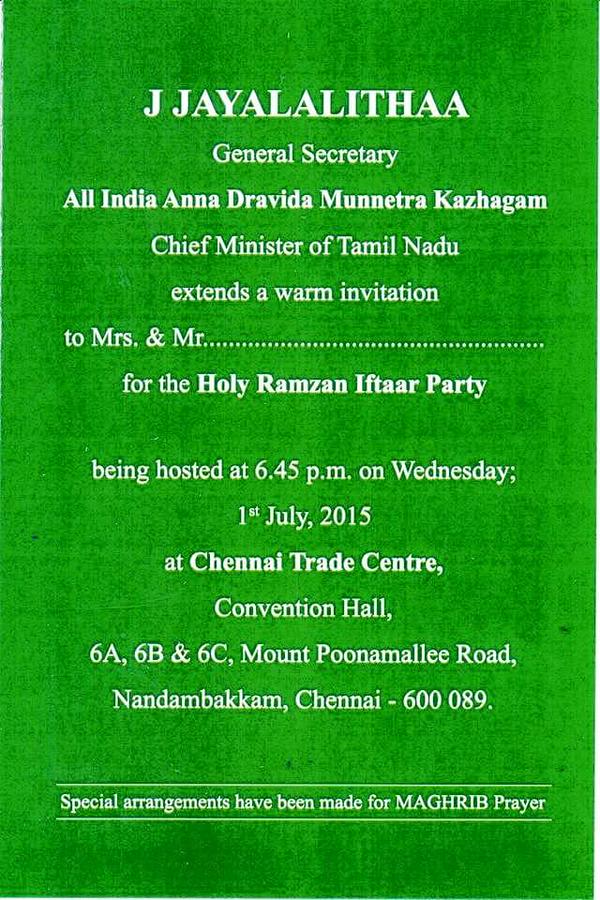 J JAYALALITHAA
General Secretary
All India Anna Dravida Munnetra Kazhagam
Chief Minister of Tamil Nadu
extends a warm invitation
to Mrs. & Mr......................................................
for the Holy Ramzan Iftaar Party
being hosted at 6.45 p.m. on Wednesday;
1st July, 2015
at Chennai Trade Centre,
Convention Hall,
6A, 6B & 6C, Mount Poonamallee Road,
Nandambakkam, Chennai - 600 089.
Special arrangements have been made for MAGHRIB Prayer